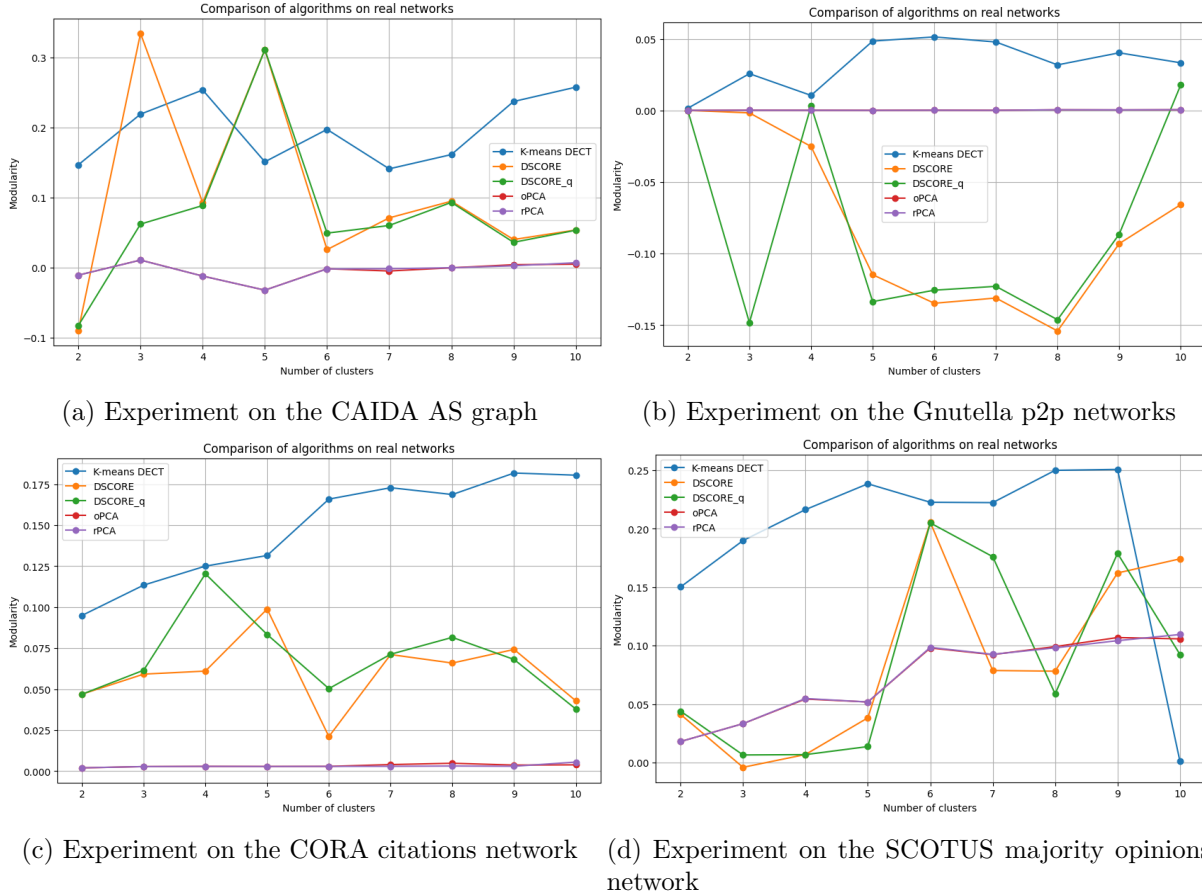 Comparison of algorithms on real networks
Modularity
0.3
0.2
0.1
0.0
−0.1
K-means DECT
DSCORE
DSCORE_q
oPCA
rPCA
2 3 4 5 6 7 8 9 10
Number of clusters
(a) Experiment on the CAIDA AS graph
Comparison of algorithms on real networks
Modularity
0.05
0.00
−0.05
−0.10
−0.15
K-means DECT
DSCORE
DSCORE_q
oPCA
rPCA
2 3 4 5 6 7 8 9 10
Number of clusters
(b) Experiment on the Gnutella p2p networks
Comparison of algorithms on real networks
Modularity
0.175
0.150
0.125
0.100
0.075
0.050
0.025
0.000
K-means DECT
DSCORE
DSCORE_q
oPCA
rPCA
2 3 4 5 6 7 8 9 10
Number of clusters
(c) Experiment on the CORA citations network
Comparison of algorithms on real networks
Modularity
0.25
0.20
0.15
0.10
0.05
0.00
K-means DECT
DSCORE
DSCORE_q
oPCA
rPCA
2 3 4 5 6 7 8 9 10
Number of clusters
(d) Experiment on the SCOTUS majority opinions
network